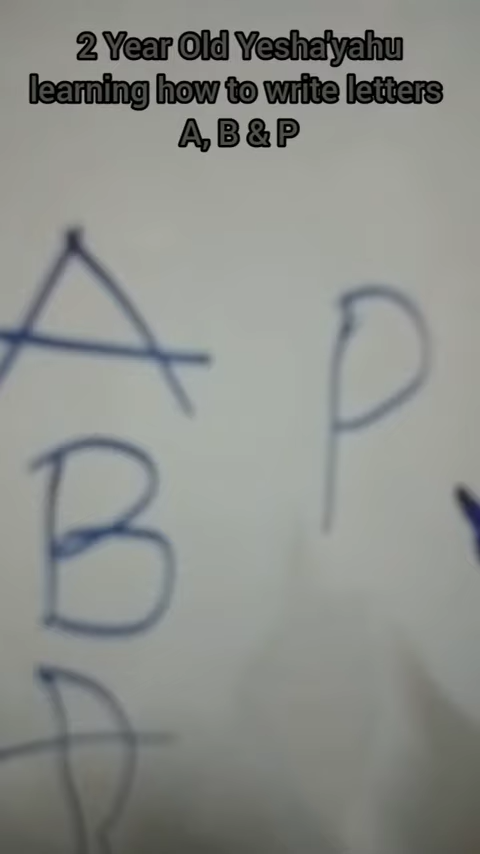 2 Year Old Yesha'yahu
learning how to write letters
A, B & P
A
P
B